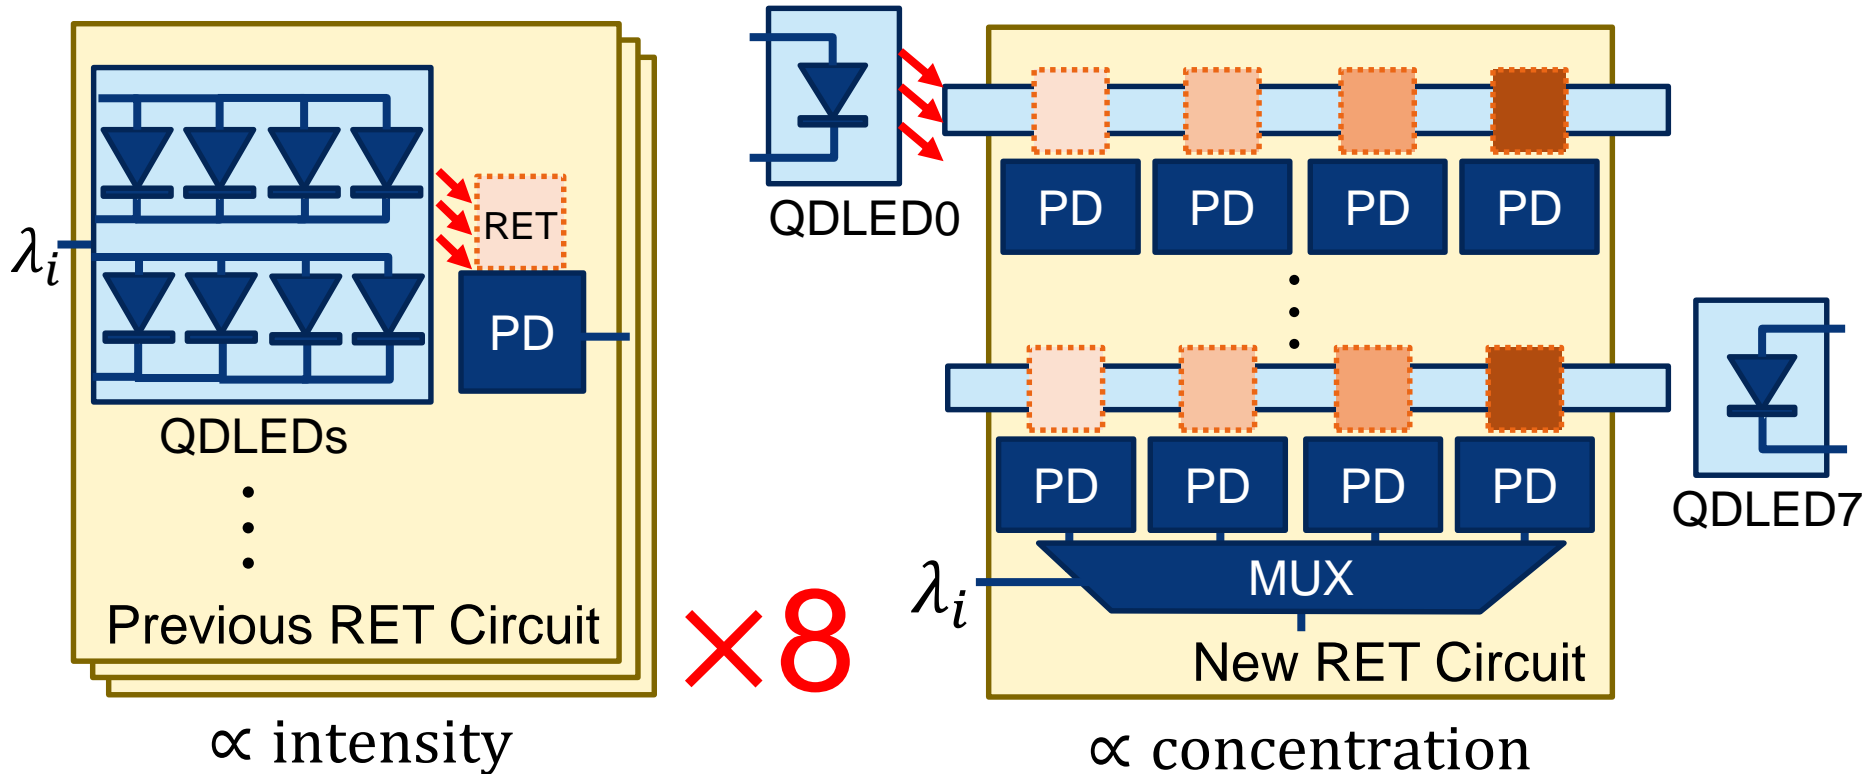 λi
QDLEDs
RET
PD
Previous RET Circuit
×8
∝ intensity
QDLED0
PD PD PD PD
PD PD PD PD
QDLED7
MUX
λi
New RET Circuit
∝ concentration